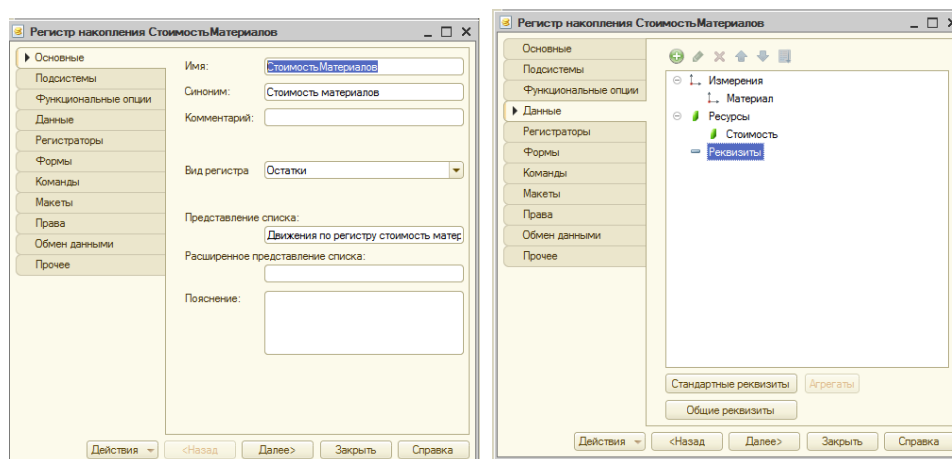 Регистр накопления СтоимостьМатериалов
Основные
Подсистемы
Функциональные опции
Данные
Регистраторы
Формы
Команды
Макеты
Права
Обмен данными
Прочее
Имя: СтоимостьМатериалов
Синоним: Стоимость материалов
Комментарий:
Вид регистра Остатки
Представление списка:
Движения по регистру стоимость матер
Расширенное представление списка:
Пояснение:
Действия <Назад Далее> Закрыть Справка
Регистр накопления СтоимостьМатериалов
Основные
Подсистемы
Функциональные опции
Данные
Регистраторы
Формы
Команды
Макеты
Права
Обмен данными
Прочее
Измерения
Материал
Ресурсы
Стоимость
Реквизиты
Стандартные реквизиты Агрегаты
Общие реквизиты
Действия <Назад Далее> Закрыть Справка